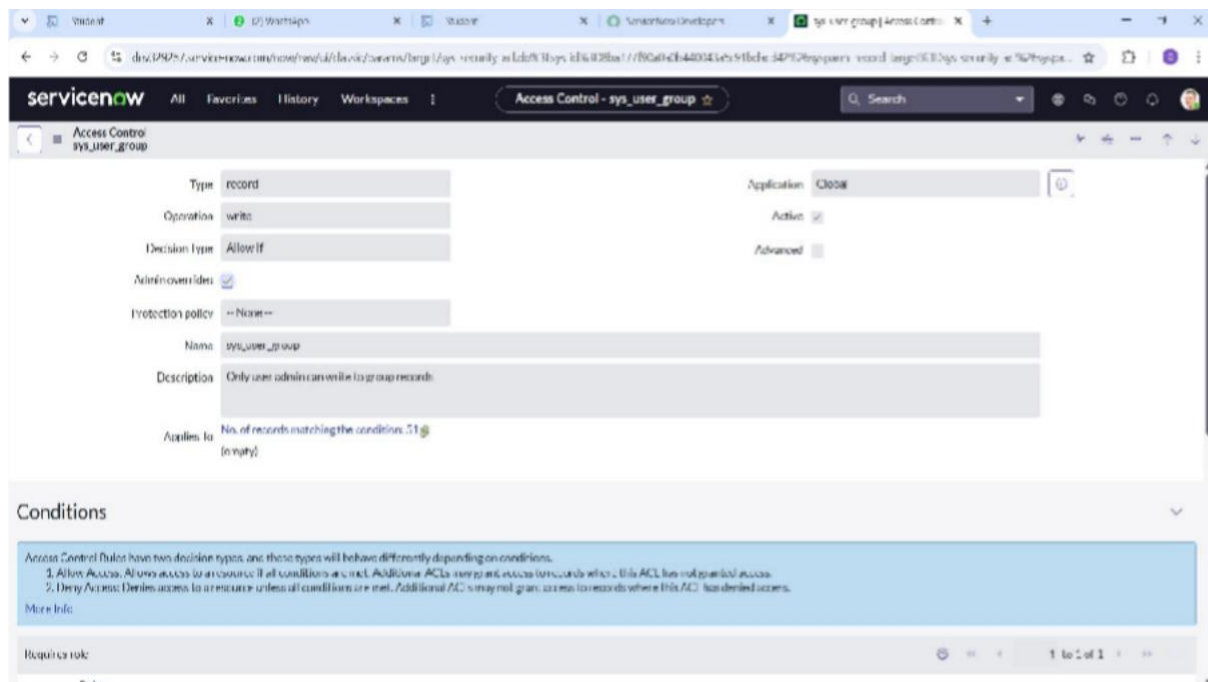 Student
WhatsApp
Student
ServiceNow Developers
sys_user_group | Access Contro
servicenow All Favorites History Workspaces Access Control - sys_user_group Search
Access Control
sys_user_group
Type record
Application Global
Operation write
Active
Decision Type Allow If
Advanced
Admin overrides
Protection policy -- None --
Name sys_user_group
Description Only user admin can write to group records
Applies To No. of records matching the condition: 51
(empty)
Conditions
Access Control Rules have two decision types, and these types will behave differently depending on conditions.
1. Allow Access: Allows access to a resource if all conditions are met. Additional ACLs may grant access to records where this ACL has not granted access.
2. Deny Access: Denies access to a resource unless all conditions are met. Additional ACLs may not grant access to records where this ACL has denied access.
More Info
Requires role
1 to 1 of 1